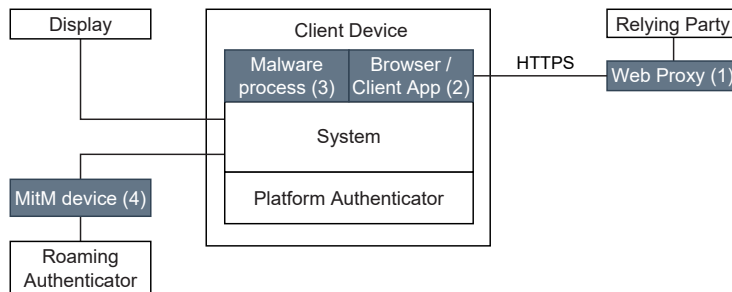 Display
Client Device
Relying Party
Malware
process (3)
Browser /
Client App (2)
HTTPS
Web Proxy (1)
System
MitM device (4)
Platform Authenticator
Roaming
Authenticator